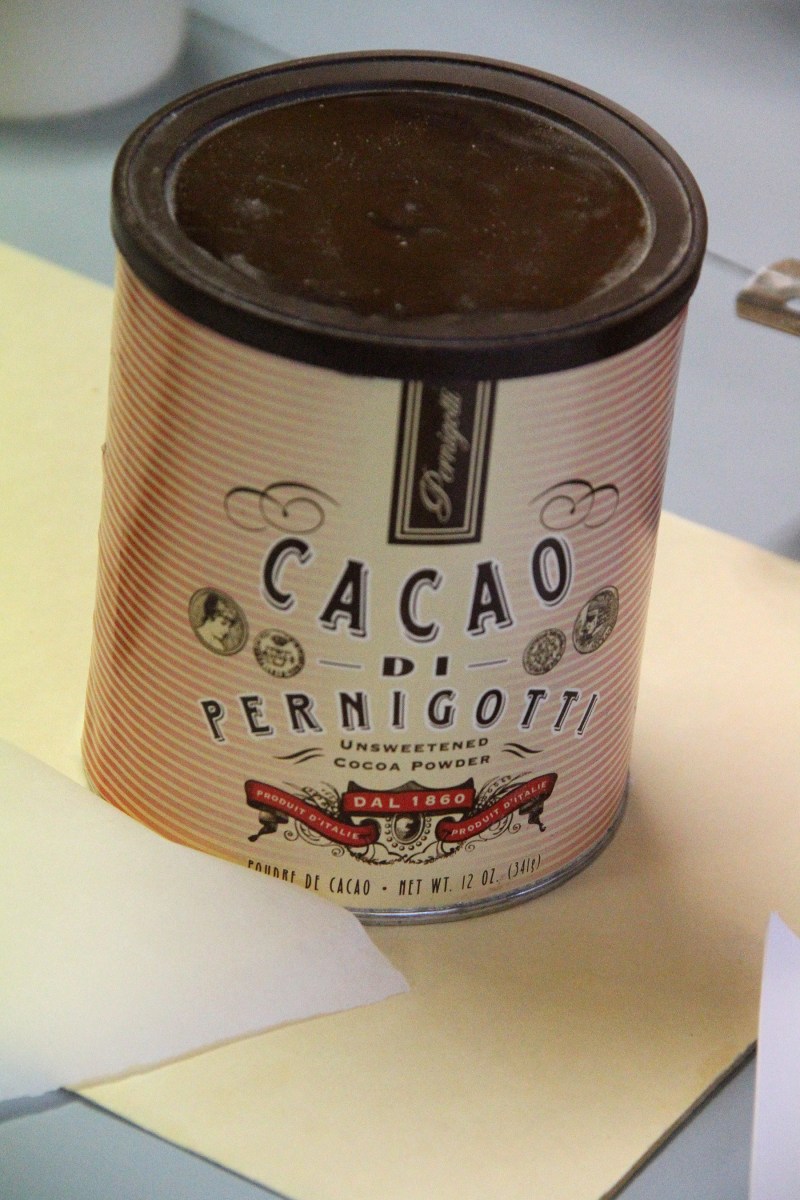 Pernigotti
CACAO
DI
PERNIGOTTI
UNSWEETENED
COCOA POWDER
DAL 1860
PRODUIT D'ITALIE PRODUIT D'ITALIE
POUDRE DE CACAO • NET WT. 12 OZ. (341g)